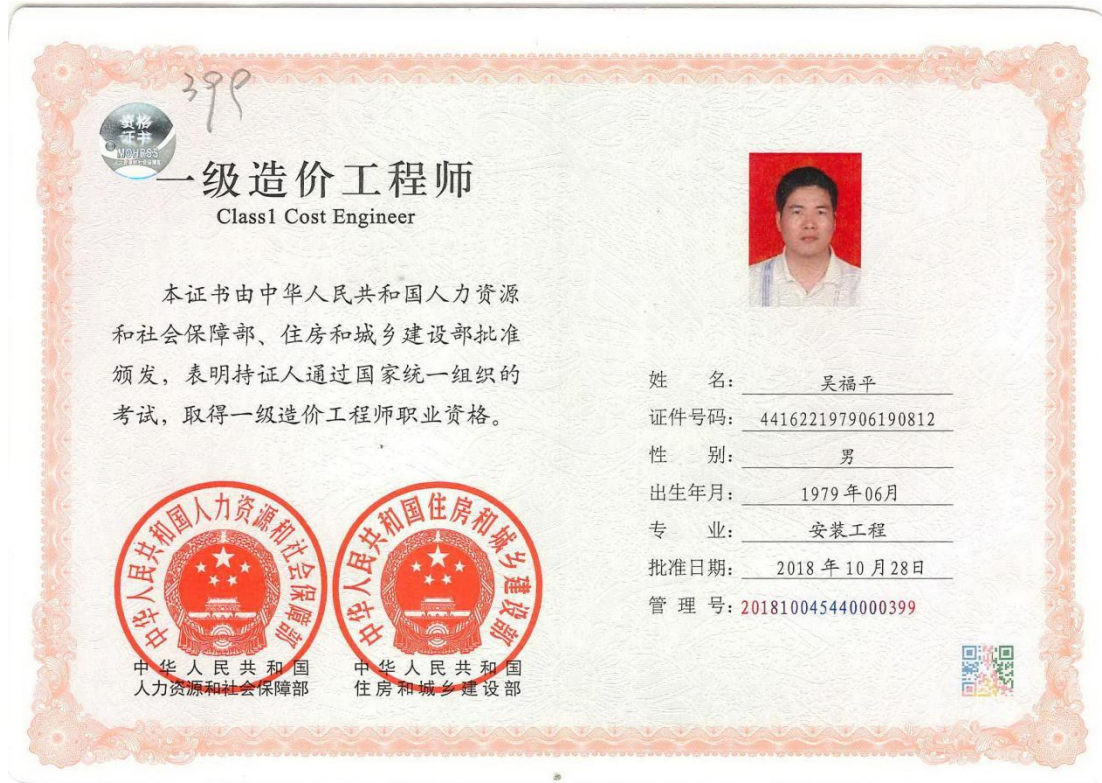 399
资格
证书
MOHRSS
一级造价工程师
Class1 Cost Engineer
本证书由中华人民共和国人力资源
和社会保障部、住房和城乡建设部批准
颁发，表明持证人通过国家统一组织的
考试，取得一级造价工程师职业资格。
中华人民共和国人力资源和社会保障部
中华人民共和国住房和城乡建设部
中华人民共和国
人力资源和社会保障部
中华人民共和国
住房和城乡建设部
姓 名：吴福平
证件号码：441622197906190812
性 别：男
出生年月：1979年06月
专 业：安装工程
批准日期：2018年10月28日
管 理 号：201810045440000399